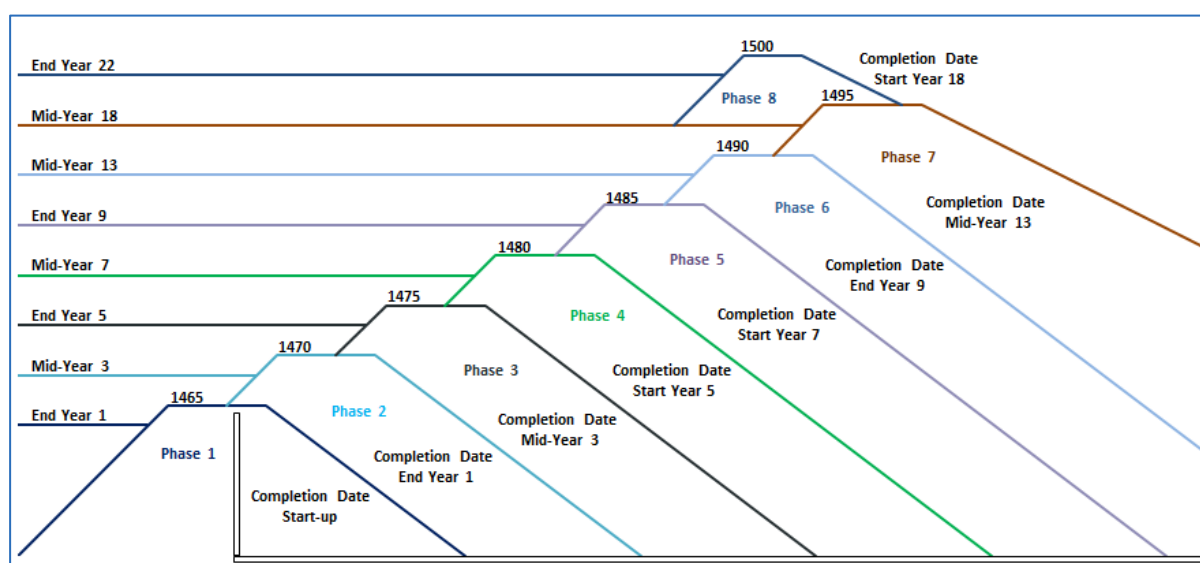 1500
Completion Date
Start Year 18
End Year 22
Phase 8
1495
Mid-Year 18
1490
Phase 7
Mid-Year 13
1485
Phase 6
Completion Date
Mid-Year 13
End Year 9
1480
Phase 5
Completion Date
End Year 9
Mid-Year 7
1475
Phase 4
Completion Date
Start Year 7
End Year 5
1470
Phase 3
Completion Date
Start Year 5
Mid-Year 3
1465
Phase 2
Completion Date
Mid-Year 3
End Year 1
Phase 1
Completion Date
End Year 1
Completion Date
Start-up